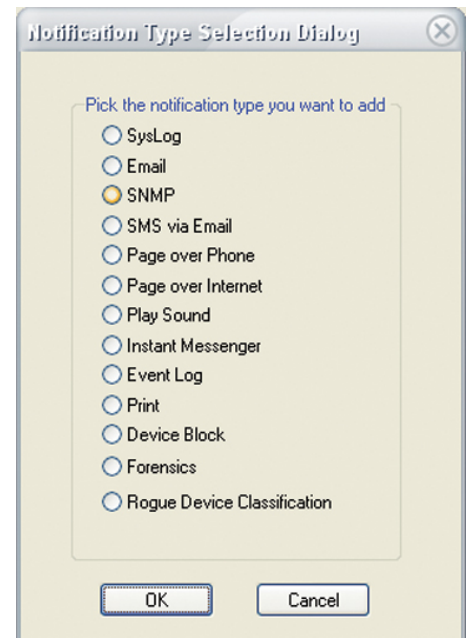 Notification Type Selection Dialog
Pick the notification type you want to add
SysLog
Email
SNMP
SMS via Email
Page over Phone
Page over Internet
Play Sound
Instant Messenger
Event Log
Print
Device Block
Forensics
Rogue Device Classification
OK
Cancel